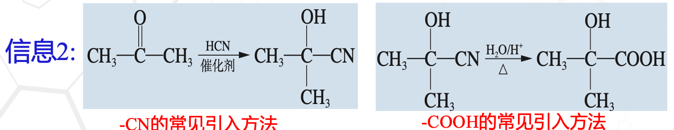 信息2:
O
CH₃—C—CH₃
HCN
催化剂
OH
CH₃—C—CN
CH₃
-CN的常见引入方法
OH
CH₃—C—CN
CH₃
H₂O/H⁺
△
OH
CH₃—C—COOH
CH₃
-COOH的常见引入方法